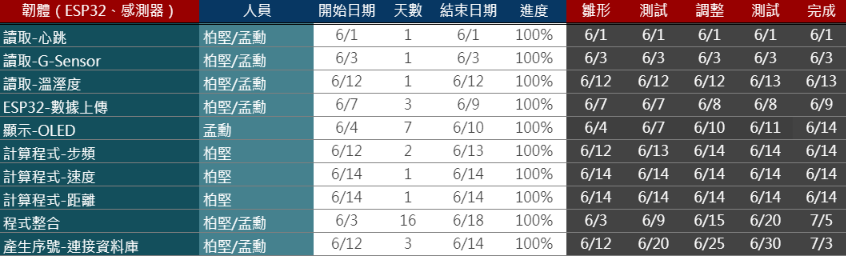 韌體（ESP32、感測器） 人員 開始日期 天數 結束日期 進度 雛形 測試 調整 測試 完成
讀取-心跳 柏堅/孟勳 6/1 1 6/1 100% 6/1 6/1 6/1 6/1 6/1
讀取-G-Sensor 柏堅/孟勳 6/3 1 6/3 100% 6/3 6/3 6/3 6/3 6/3
讀取-溫溼度 柏堅/孟勳 6/12 1 6/12 100% 6/12 6/12 6/12 6/13 6/13
ESP32-數據上傳 柏堅/孟勳 6/7 3 6/9 100% 6/7 6/7 6/8 6/8 6/9
顯示-OLED 孟勳 6/4 7 6/10 100% 6/4 6/7 6/10 6/11 6/14
計算程式-步頻 柏堅 6/12 2 6/13 100% 6/12 6/13 6/14 6/14 6/14
計算程式-速度 柏堅 6/14 1 6/14 100% 6/14 6/14 6/14 6/14 6/14
計算程式-距離 柏堅 6/14 1 6/14 100% 6/14 6/14 6/14 6/14 6/14
程式整合 柏堅/孟勳 6/3 16 6/18 100% 6/3 6/9 6/15 6/20 7/5
產生序號-連接資料庫 柏堅/孟勳 6/12 3 6/14 100% 6/12 6/20 6/25 6/30 7/3